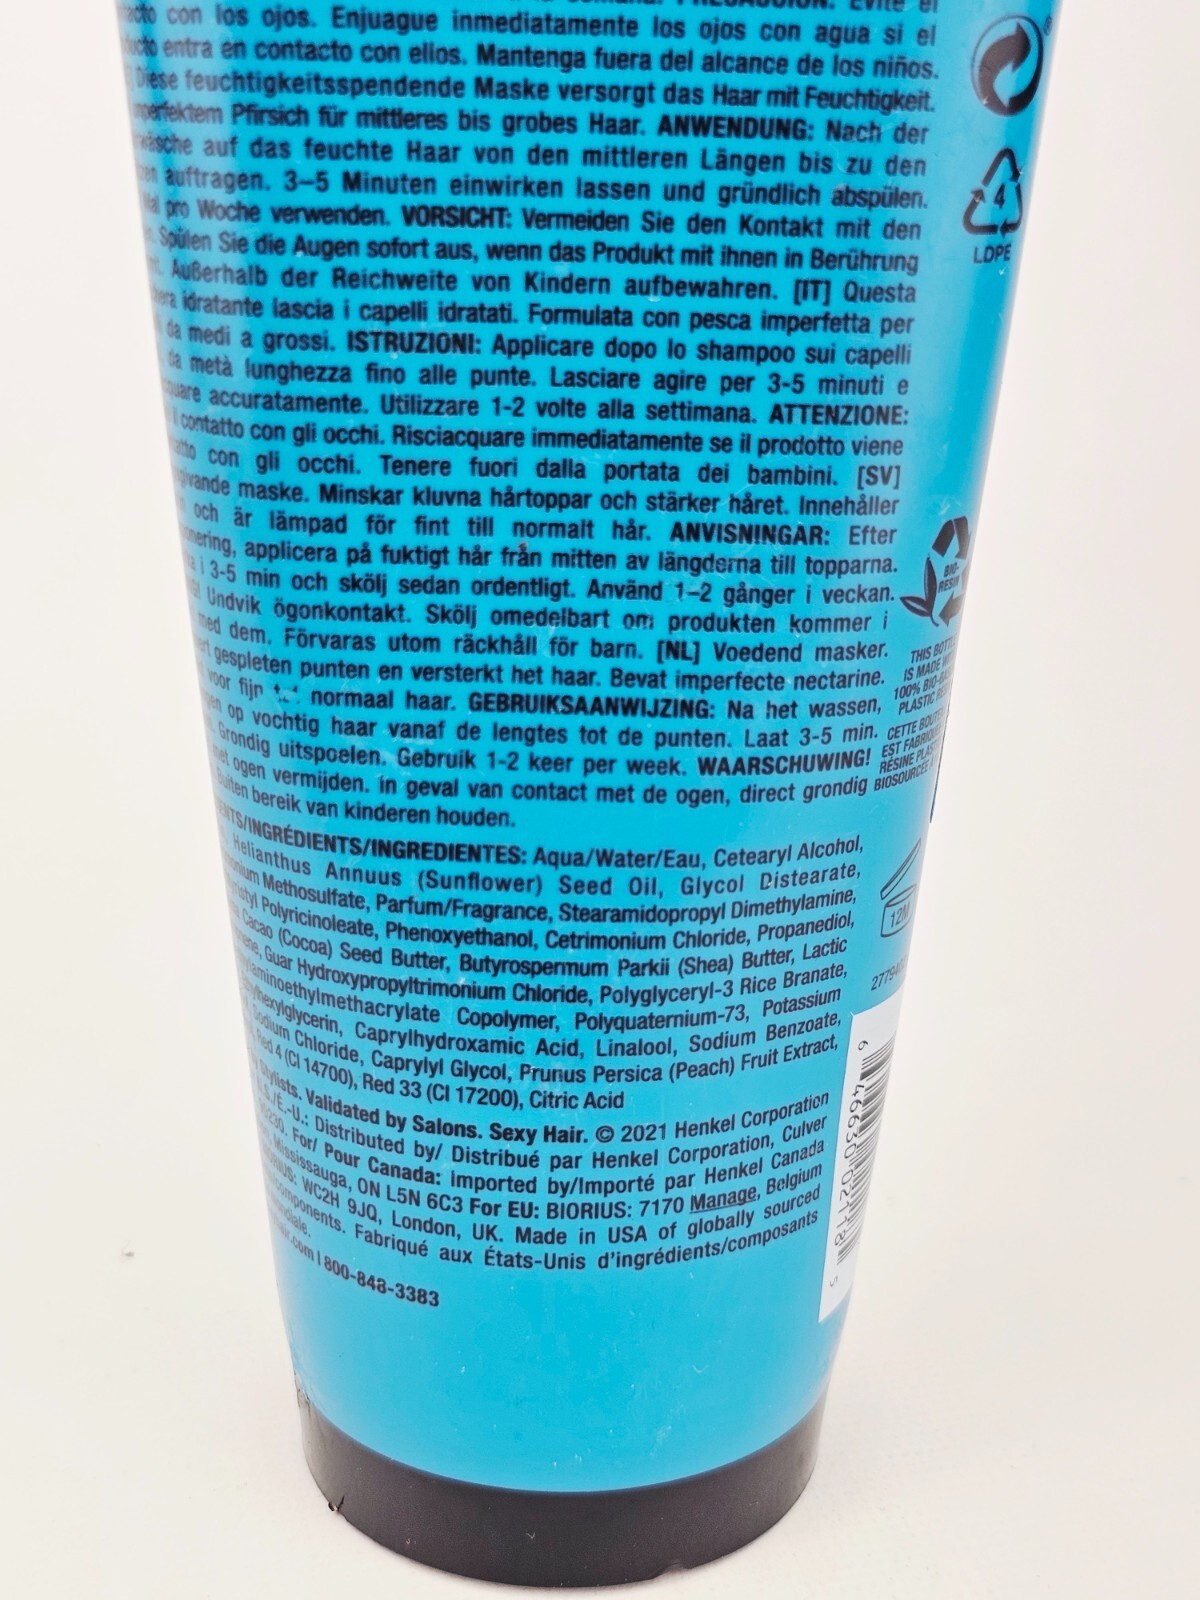 con los ojos. Enjuague inmediatamente los ojos con agua si el
entra en contacto con ellos. Mantenga fuera del alcance de los niños.
Diese feuchtigkeitsspendende Maske versorgt das Haar mit Feuchtigkeit.
Pfirsich für mittleres bis grobes Haar. ANWENDUNG: Nach der
auf das feuchte Haar von den mittleren Längen bis zu den
auftragen. 3–5 Minuten einwirken lassen und gründlich abspülen.
pro Woche verwenden. VORSICHT: Vermeiden Sie den Kontakt mit den
Spülen Sie die Augen sofort aus, wenn das Produkt mit ihnen in Berührung
Außerhalb der Reichweite von Kindern aufbewahren. [IT] Questa
idratante lascia i capelli idratati. Formulata con pesca imperfetta per
da medi a grossi. ISTRUZIONI: Applicare dopo lo shampoo sui capelli
da metà lunghezza fino alle punte. Lasciare agire per 3-5 minuti e
accuratamente. Utilizzare 1-2 volte alla settimana. ATTENZIONE:
il contatto con gli occhi. Risciacquare immediatamente se il prodotto viene
con gli occhi. Tenere fuori dalla portata dei bambini. [SV]
maske. Minskar kluvna hårtoppar och stärker håret. Innehåller
och är lämpad för fint till normalt hår. ANVISNINGAR: Efter
applicera på fuktigt hår från mitten av längderna till topparna.
i 3-5 min och skölj sedan ordentligt. Använd 1–2 gånger i veckan.
Undvik ögonkontakt. Skölj omedelbart om produkten kommer i
med dem. Förvaras utom räckhåll för barn. [NL] Voedend masker.
gespleten punten en versterkt het haar. Bevat imperfecte nectarine.
voor fijn normaal haar. GEBRUIKSAANWIJZING: Na het wassen,
op vochtig haar vanaf de lengtes tot de punten. Laat 3-5 min.
Grondig uitspoelen. Gebruik 1-2 keer per week. WAARSCHUWING!
ogen vermijden. In geval van contact met de ogen, direct grondig
Buiten bereik van kinderen houden.
INGRÉDIENTS/INGREDIENTES: Aqua/Water/Eau, Cetearyl Alcohol,
Helianthus Annuus (Sunflower) Seed Oil, Glycol Distearate,
Methosulfate, Parfum/Fragrance, Stearamidopropyl Dimethylamine,
Polyricinoleate, Phenoxyethanol, Cetrimonium Chloride, Propanediol,
Cacao (Cocoa) Seed Butter, Butyrospermum Parkii (Shea) Butter, Lactic
Guar Hydroxypropyltrimonium Chloride, Polyglyceryl-3 Rice Branate,
Copolymer, Polyquaternium-73, Potassium
Caprylhydroxamic Acid, Linalool, Sodium Benzoate,
Sodium Chloride, Caprylyl Glycol, Prunus Persica (Peach) Fruit Extract,
Red 4 (CI 14700), Red 33 (CI 17200), Citric Acid
Stylists. Validated by Salons. Sexy Hair. © 2021 Henkel Corporation
Distributed by/ Distribué par Henkel Corporation, Culver
For/ Pour Canada: Imported by/Importé par Henkel Canada
Mississauga, ON L5N 6C3 For EU: BIORIUS: 7170 Manage, Belgium
WC2H 9JQ, London, UK. Made in USA of globally sourced
Fabriqué aux États-Unis d'ingrédients/composants
800-848-3383
4
LDPE
BIO-
RESIN
THIS
IS MADE
100%
PLASTIC
CETTE
EST
BIOSOURCÉE
12M
6 46630 02118 5